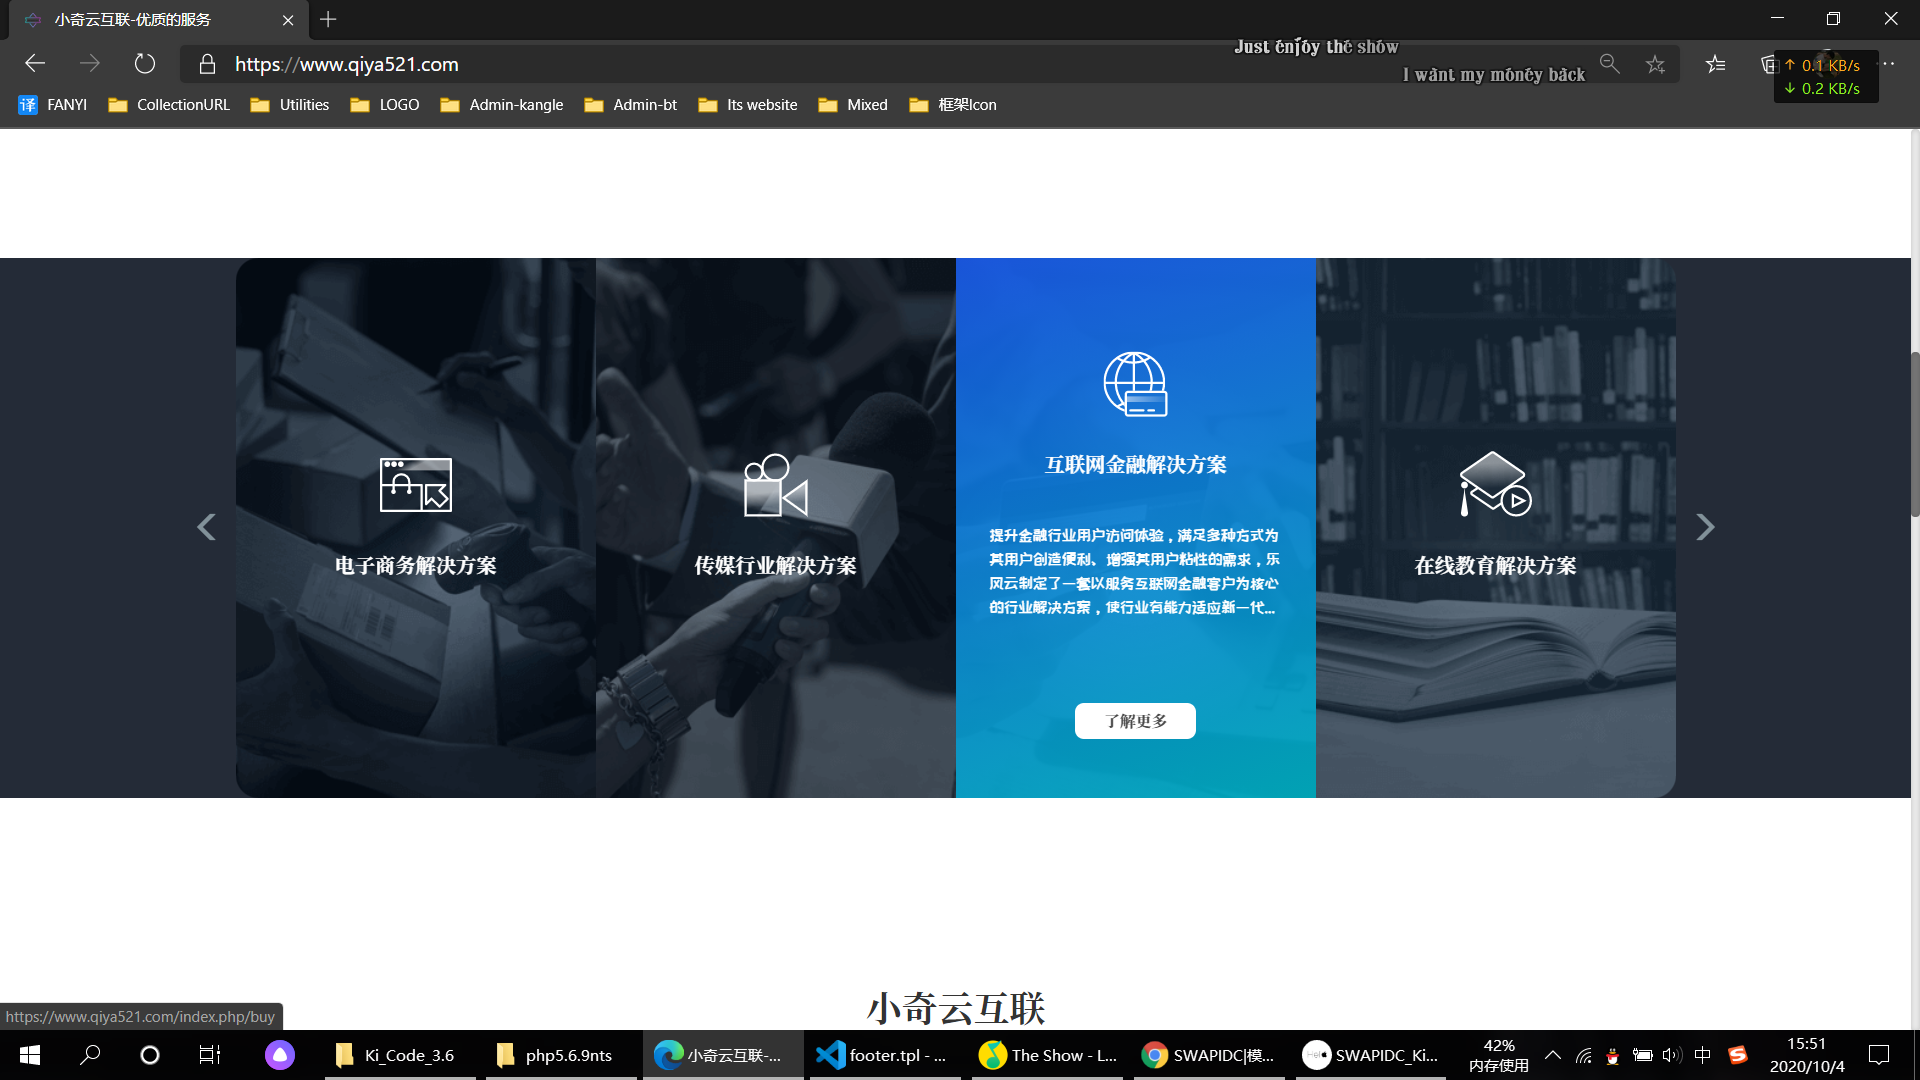 小奇云互联-优质的服务
https://www.qiya521.com
Just enjoy the show
I want my money back
0.1 KB/s
0.2 KB/s
译 FANYI
CollectionURL
Utilities
LOGO
Admin-kangle
Admin-bt
Its website
Mixed
框架Icon
电子商务解决方案
传媒行业解决方案
互联网金融解决方案
提升金融行业用户访问体验，满足多种方式为
其用户创造便利、增强其用户粘性的需求，乐
风云制定了一套以服务互联网金融客户为核心
的行业解决方案，使行业有能力适应新一代...
了解更多
在线教育解决方案
小奇云互联
https://www.qiya521.com/index.php/buy
Ki_Code_3.6
php5.6.9nts
小奇云互联-...
footer.tpl - ...
The Show - L...
SWAPIDC|模...
Hello
SWAPIDC_Ki...
42%
内存使用
中
S
15:51
2020/10/4